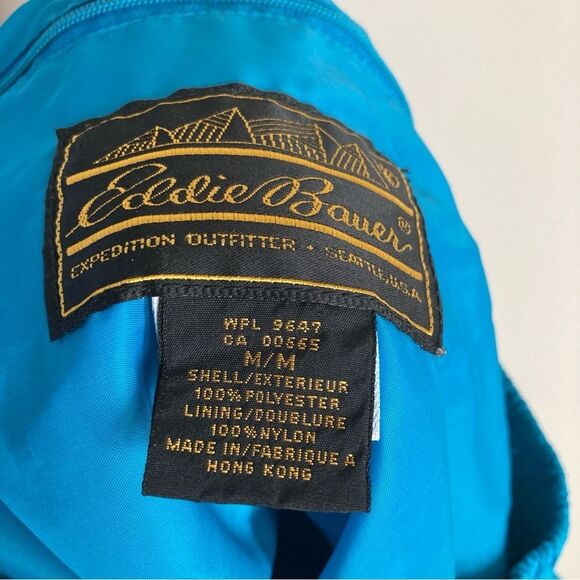 Eddie Bauer®
EXPEDITION OUTFITTER • SEATTLE, U.S.A.
WPL 9647
CA 00665
M/M
SHELL/EXTERIEUR
100% POLYESTER
LINING/DOUBLURE
100% NYLON
MADE IN/FABRIQUE A
HONG KONG